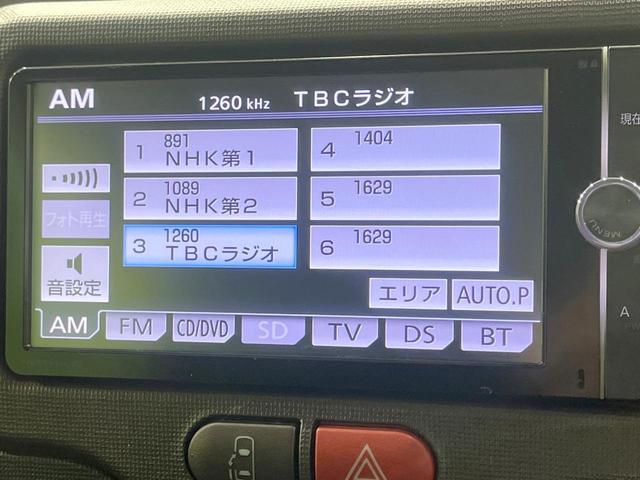 AM 1260 kHz TBCラジオ
現在
1 891 NHK第1
4 1404
2 1089 NHK第2
5 1629
フォト再生
3 1260 TBCラジオ
6 1629
MENU
音設定
エリア AUTO.P
A
AM FM CD/DVD SD TV DS BT